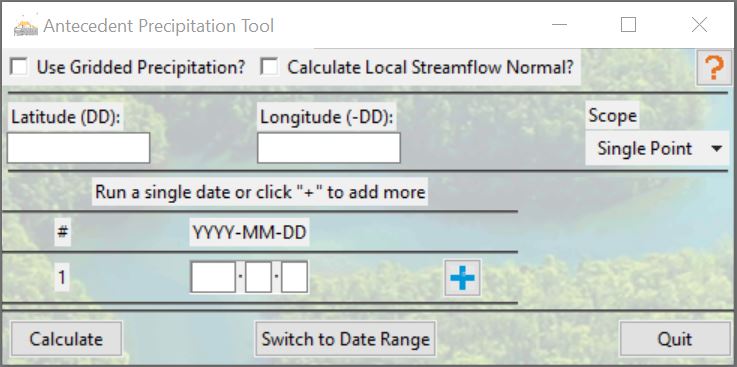 Antecedent Precipitation Tool
Use Gridded Precipitation? Calculate Local Streamflow Normal? ?
Latitude (DD): Longitude (-DD): Scope
Single Point
Run a single date or click "+" to add more
# YYYY-MM-DD
1 - - +
Calculate Switch to Date Range Quit